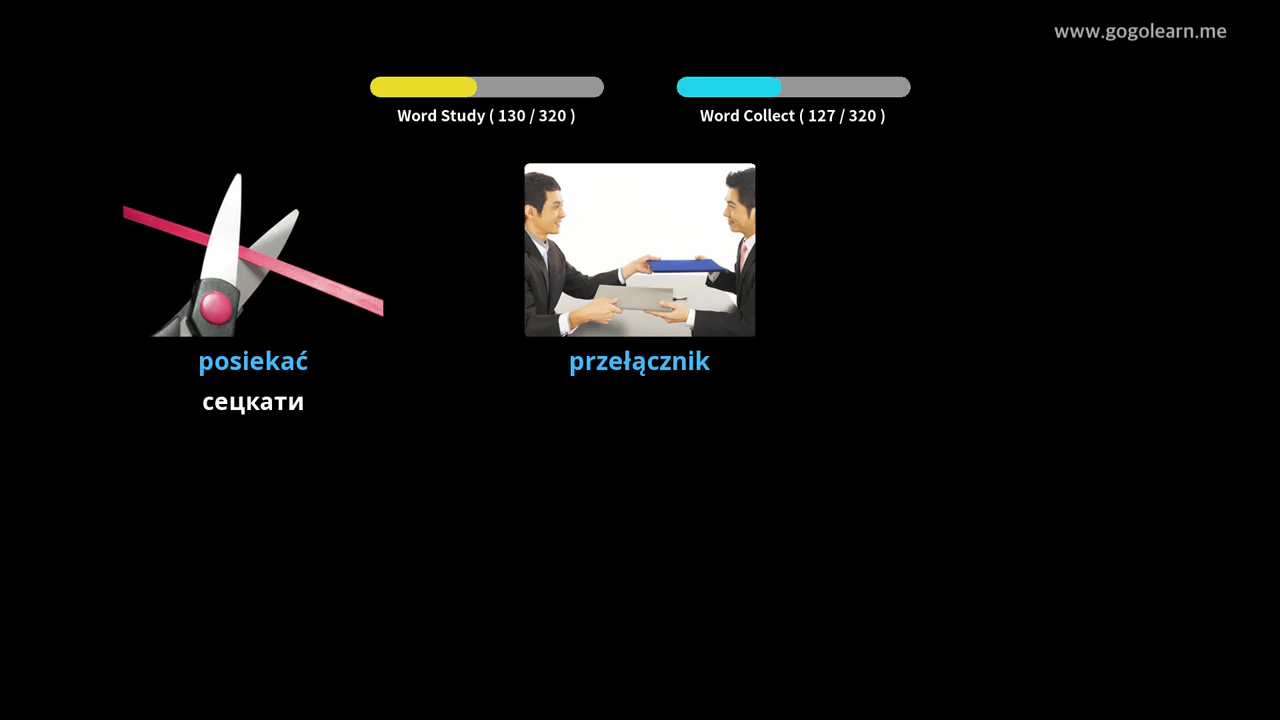 www.gogolearn.me
Word Study ( 130 / 320 )
Word Collect ( 127 / 320 )
posiekać
przełącznik
сецкати